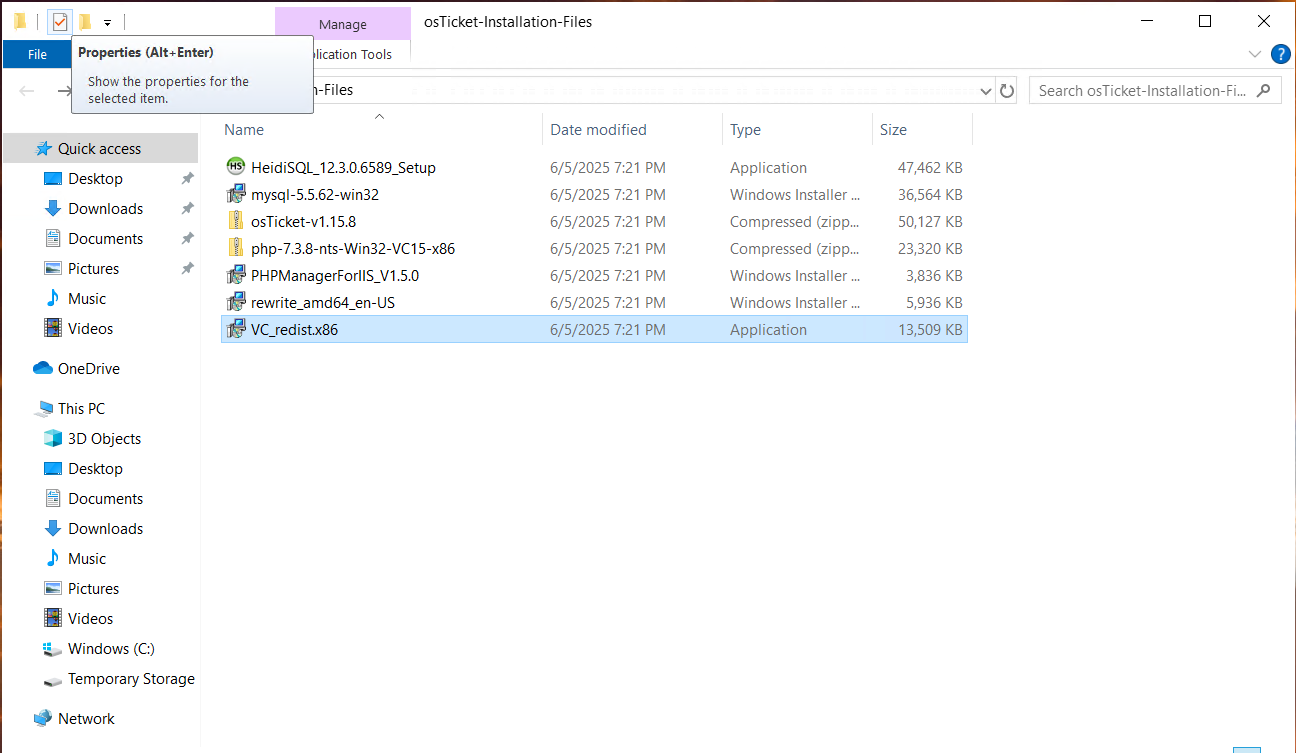 Manage
osTicket-Installation-Files
File
Properties (Alt+Enter)
Show the properties for the
selected item.
lication Tools
?
n-Files
Search osTicket-Installation-Fi...
Name
Date modified
Type
Size
Quick access
Desktop
Downloads
Documents
Pictures
Music
Videos
OneDrive
This PC
3D Objects
Desktop
Documents
Downloads
Music
Pictures
Videos
Windows (C:)
Temporary Storage
Network
HS HeidiSQL_12.3.0.6589_Setup 6/5/2025 7:21 PM Application 47,462 KB
mysql-5.5.62-win32 6/5/2025 7:21 PM Windows Installer ... 36,564 KB
osTicket-v1.15.8 6/5/2025 7:21 PM Compressed (zipp... 50,127 KB
php-7.3.8-nts-Win32-VC15-x86 6/5/2025 7:21 PM Compressed (zipp... 23,320 KB
PHPManagerForIIS_V1.5.0 6/5/2025 7:21 PM Windows Installer ... 3,836 KB
rewrite_amd64_en-US 6/5/2025 7:21 PM Windows Installer ... 5,936 KB
VC_redist.x86 6/5/2025 7:21 PM Application 13,509 KB